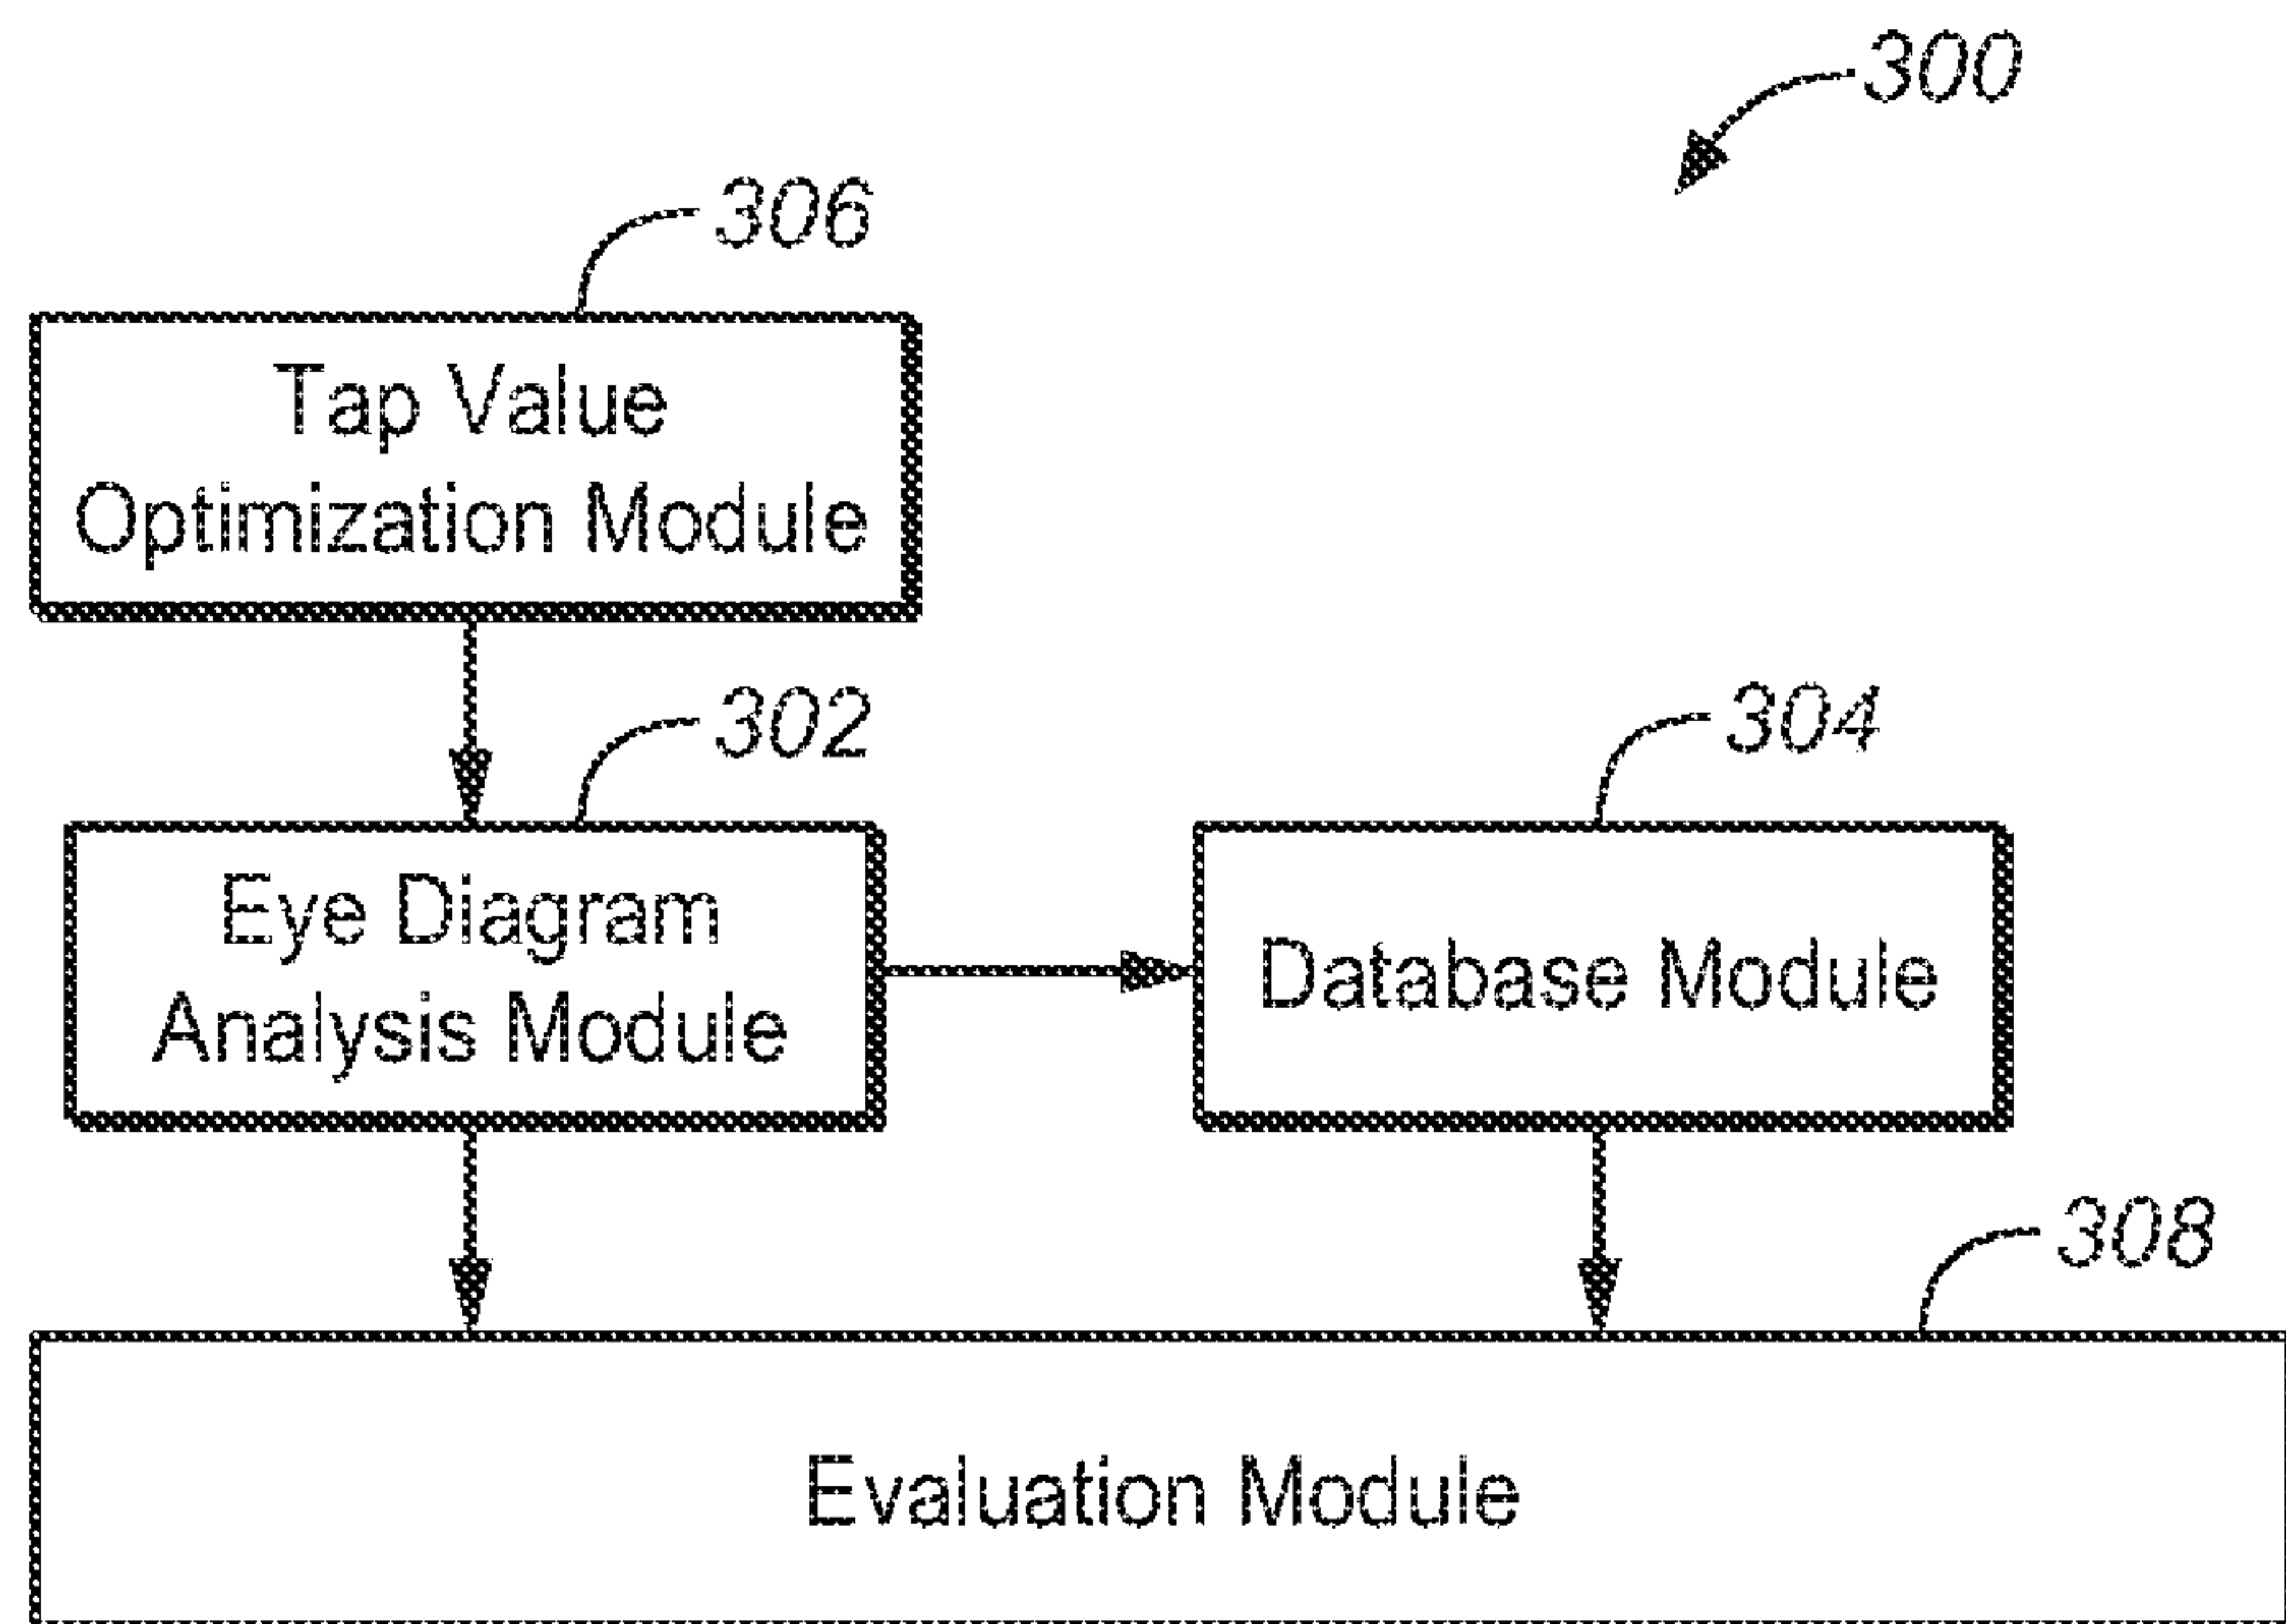 300
306
Tap Value
Optimization Module
302
304
Eye Diagram
Analysis Module
Database Module
308
Evaluation Module